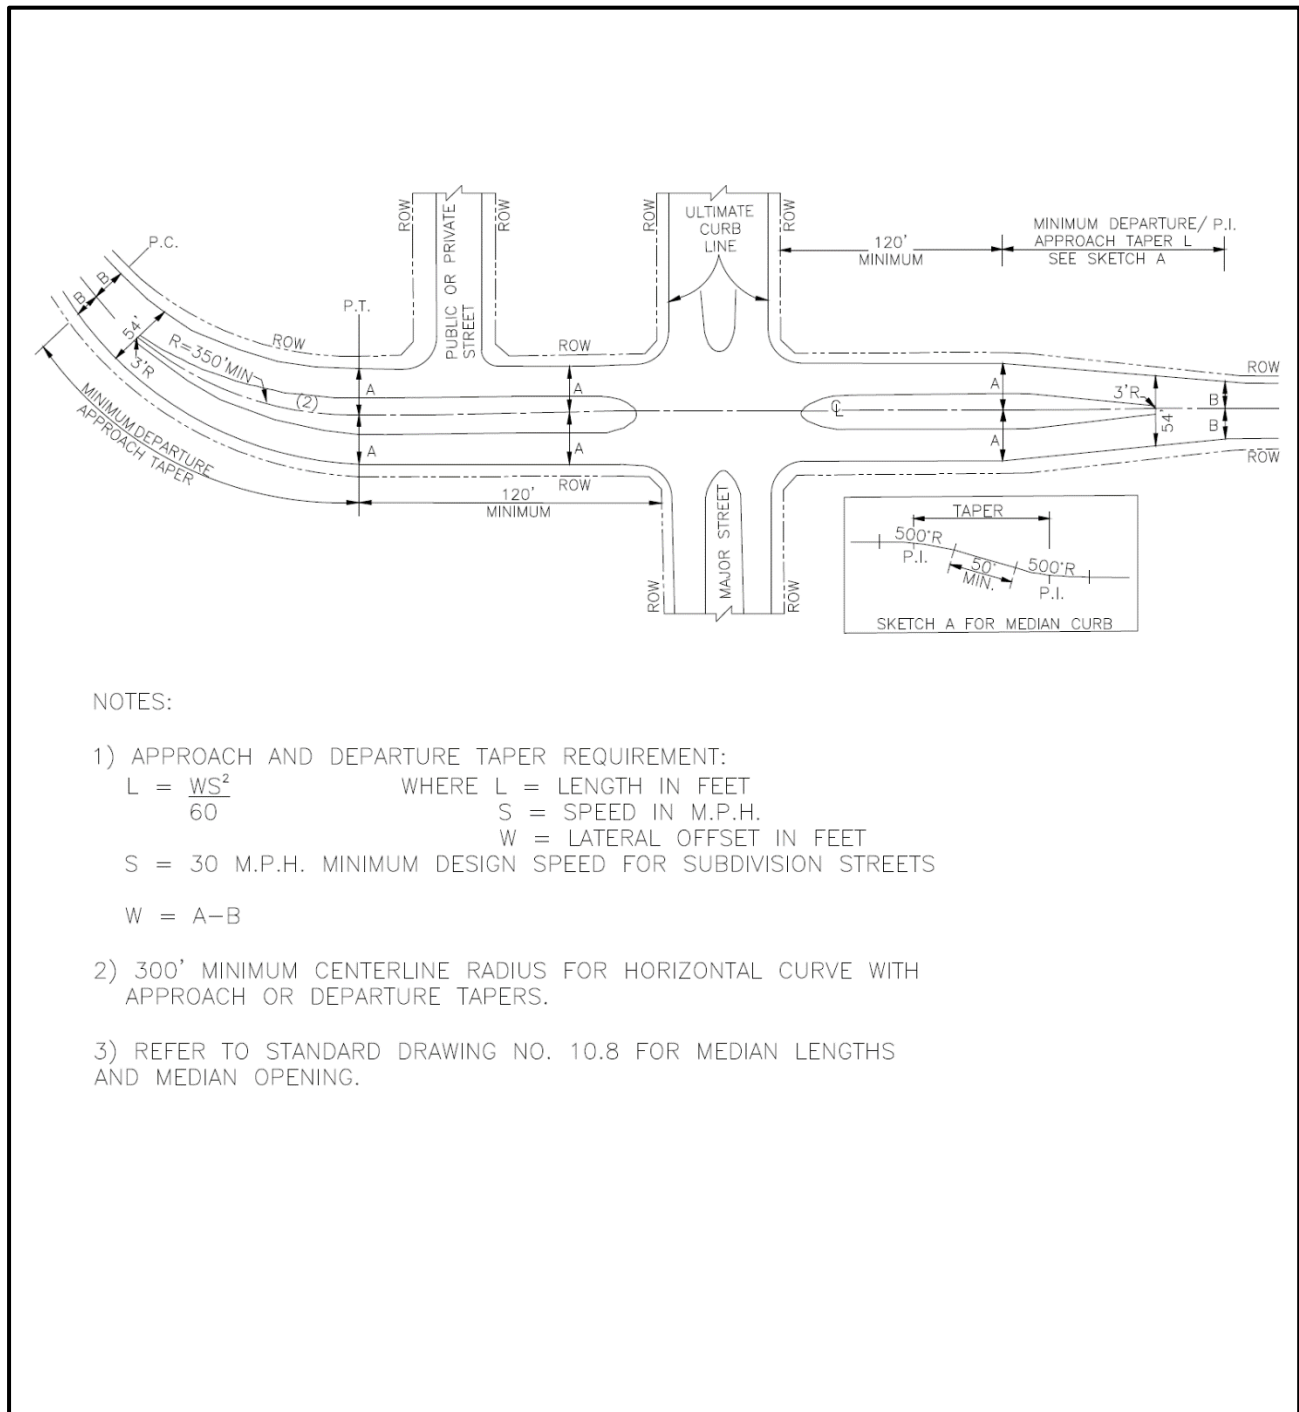 ROW
PUBLIC OR PRIVATE
STREET
ROW
ROW
ULTIMATE
CURB
LINE
ROW
120'
MINIMUM
MINIMUM DEPARTURE/ P.I.
APPROACH TAPER L
SEE SKETCH A
P.C.
B
B
54'
3'R
R=350'MIN
(2)
MINIMUM DEPARTURE
APPROACH TAPER
P.T.
ROW
ROW
A
A
A
A
120'
MINIMUM
ROW
ROW
MAJOR STREET
ROW
℄
A
A
3'R
54
B
B
ROW
ROW
TAPER
500'R
P.I.
50'
MIN.
500'R
P.I.
SKETCH A FOR MEDIAN CURB
NOTES:
1) APPROACH AND DEPARTURE TAPER REQUIREMENT:
L = WS²
60
WHERE L = LENGTH IN FEET
S = SPEED IN M.P.H.
W = LATERAL OFFSET IN FEET
S = 30 M.P.H. MINIMUM DESIGN SPEED FOR SUBDIVISION STREETS
W = A-B
2) 300' MINIMUM CENTERLINE RADIUS FOR HORIZONTAL CURVE WITH
APPROACH OR DEPARTURE TAPERS.
3) REFER TO STANDARD DRAWING NO. 10.8 FOR MEDIAN LENGTHS
AND MEDIAN OPENING.